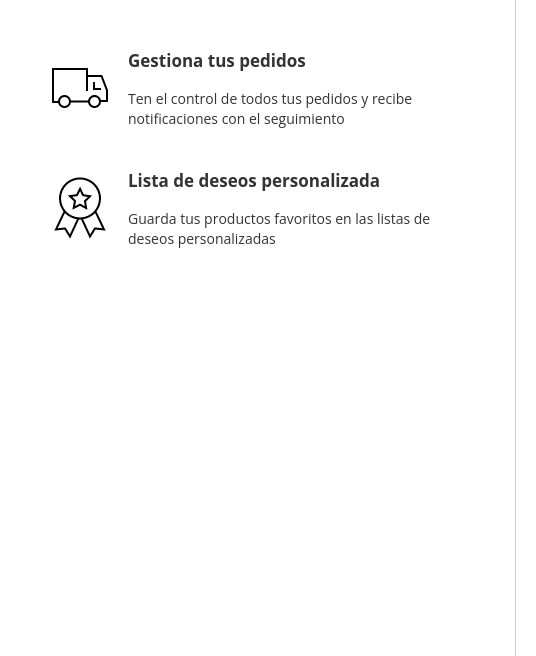 Gestiona tus pedidos
Ten el control de todos tus pedidos y recibe
notificaciones con el seguimiento
Lista de deseos personalizada
Guarda tus productos favoritos en las listas de
deseos personalizadas